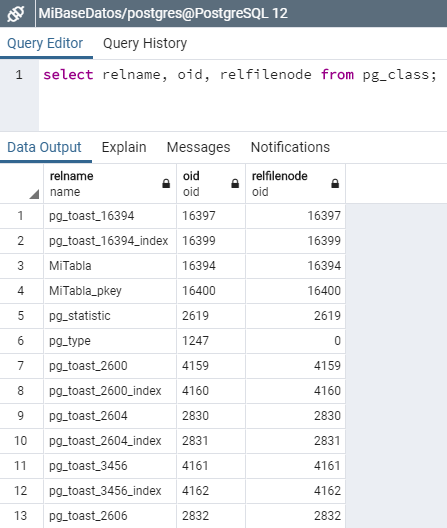 MiBaseDatos/postgres@PostgreSQL 12
Query Editor Query History
1 select relname, oid, relfilenode from pg_class;
Data Output Explain Messages Notifications
relname oid relfilenode
name oid oid
1 pg_toast_16394 16397 16397
2 pg_toast_16394_index 16399 16399
3 MiTabla 16394 16394
4 MiTabla_pkey 16400 16400
5 pg_statistic 2619 2619
6 pg_type 1247 0
7 pg_toast_2600 4159 4159
8 pg_toast_2600_index 4160 4160
9 pg_toast_2604 2830 2830
10 pg_toast_2604_index 2831 2831
11 pg_toast_3456 4161 4161
12 pg_toast_3456_index 4162 4162
13 pg_toast_2606 2832 2832